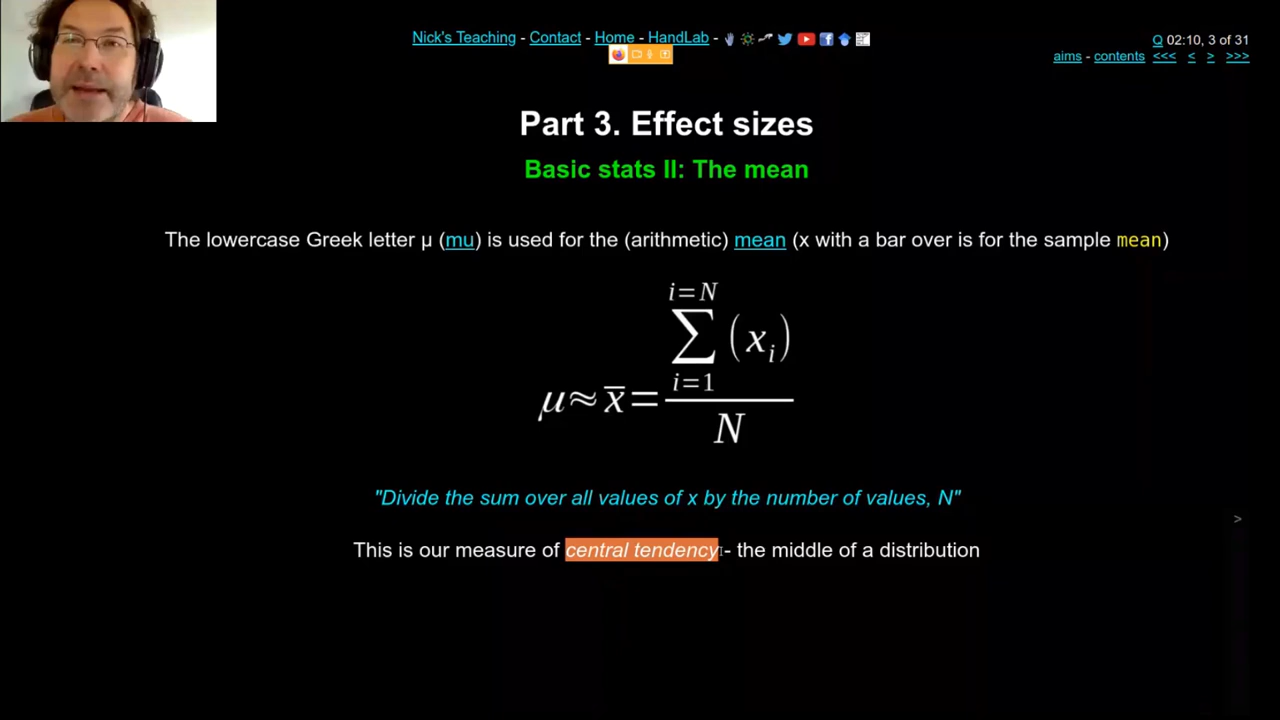 Nick's Teaching - Contact - Home - HandLab -
Q 02:10, 3 of 31
aims - contents <<< < > >>>
Part 3. Effect sizes
Basic stats II: The mean
The lowercase Greek letter μ (mu) is used for the (arithmetic) mean (x with a bar over is for the sample mean)
i=N
∑ (xᵢ)
i=1
μ≈x̅=
N
"Divide the sum over all values of x by the number of values, N"
>
This is our measure of central tendency - the middle of a distribution